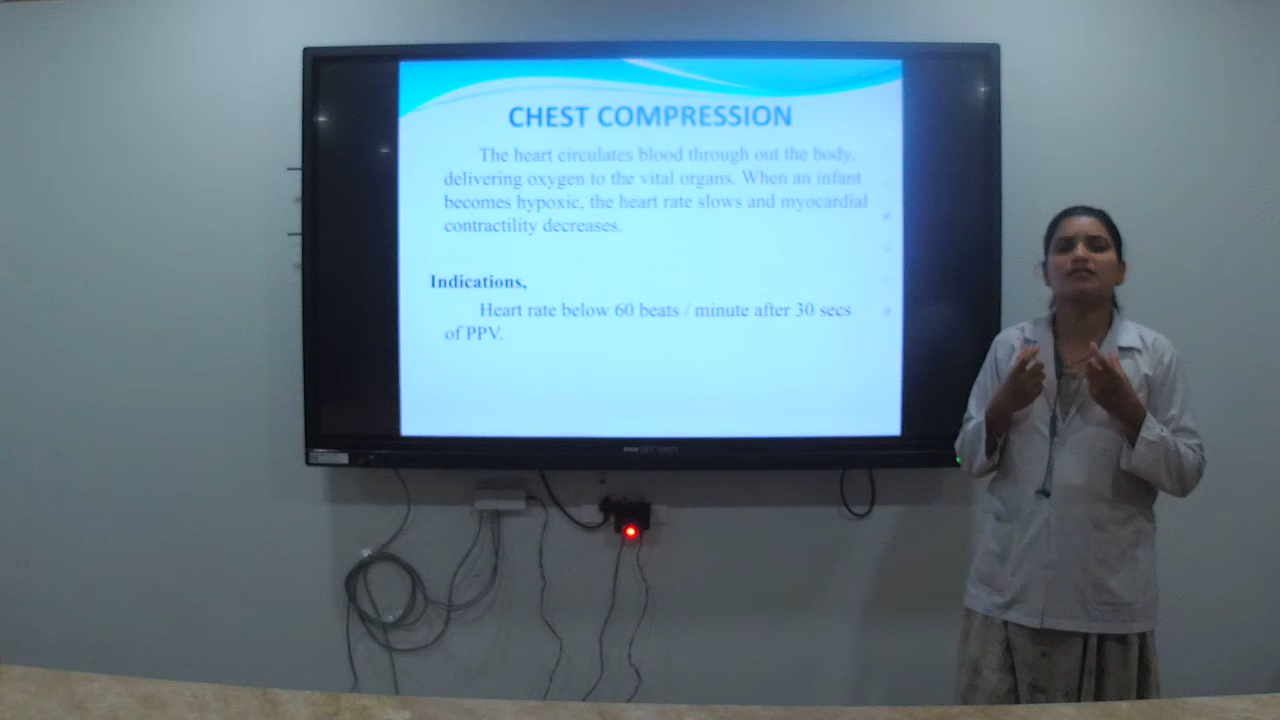 CHEST COMPRESSION
The heart circulates blood through out the body,
delivering oxygen to the vital organs. When an infant
becomes hypoxic, the heart rate slows and myocardial
contractility decreases.
Indications,
Heart rate below 60 beats / minute after 30 secs
of PPV.